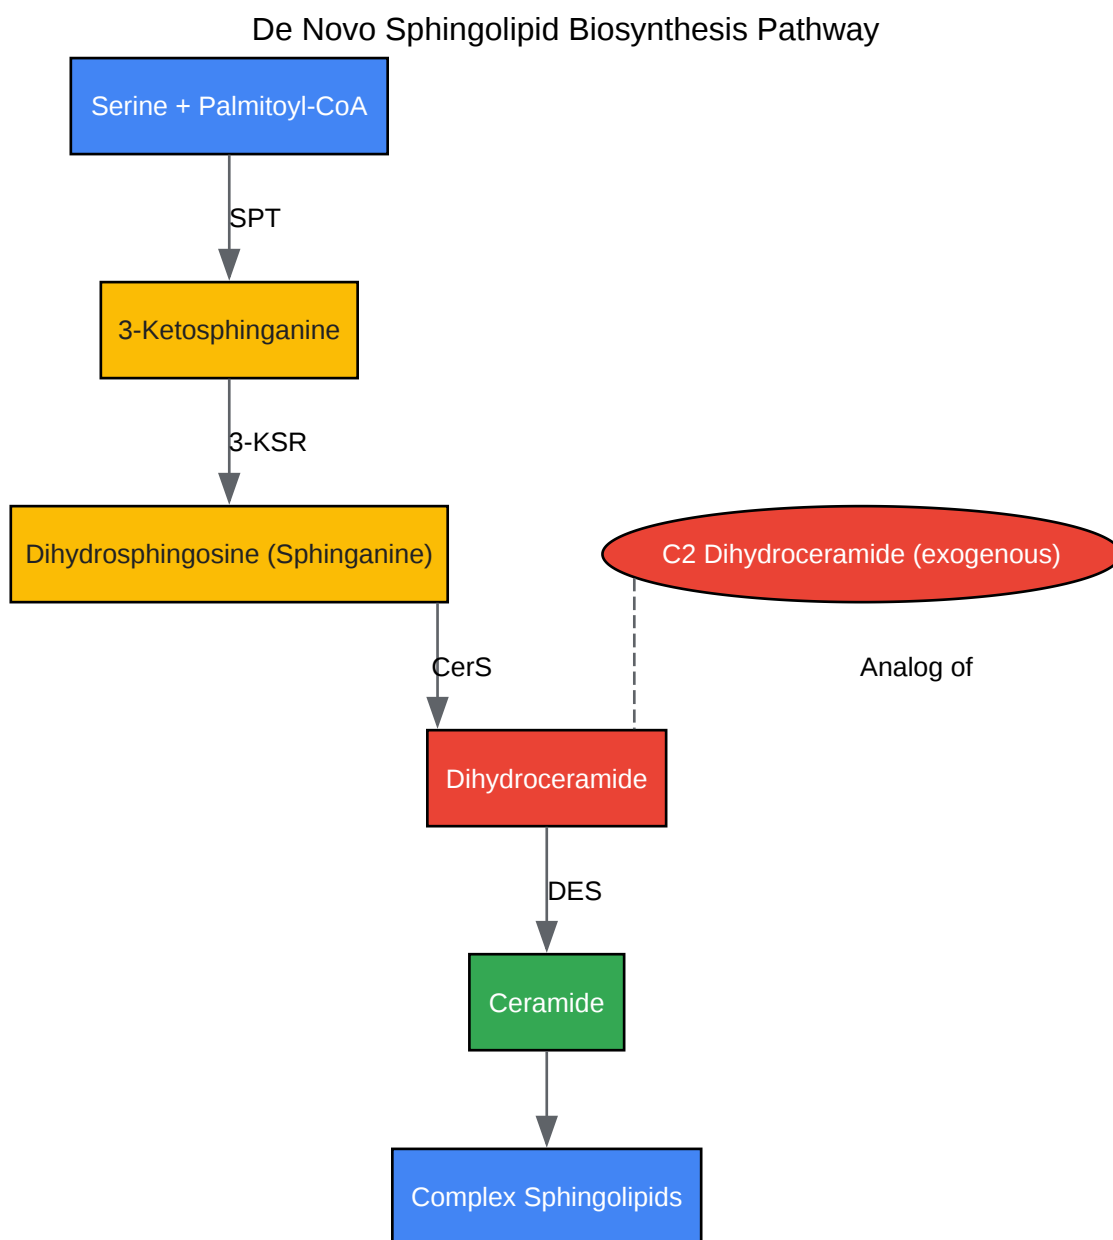 De Novo Sphingolipid Biosynthesis Pathway
Serine + Palmitoyl-CoA
SPT
3-Ketosphinganine
3-KSR
Dihydrosphingosine (Sphinganine)
C2 Dihydroceramide (exogenous)
CerS
Analog of
Dihydroceramide
DES
Ceramide
Complex Sphingolipids